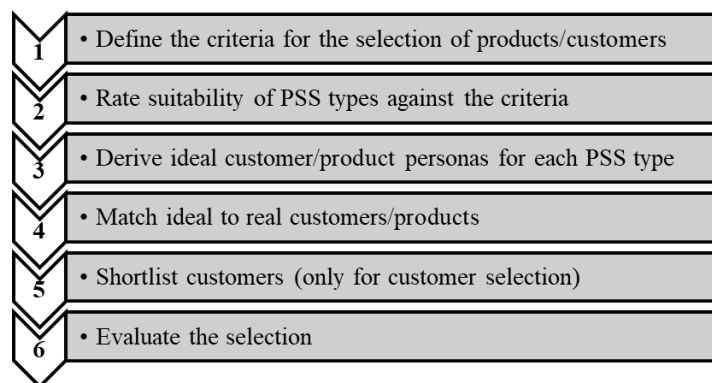 1 • Define the criteria for the selection of products/customers
2 • Rate suitability of PSS types against the criteria
3 • Derive ideal customer/product personas for each PSS type
4 • Match ideal to real customers/products
5 • Shortlist customers (only for customer selection)
6 • Evaluate the selection